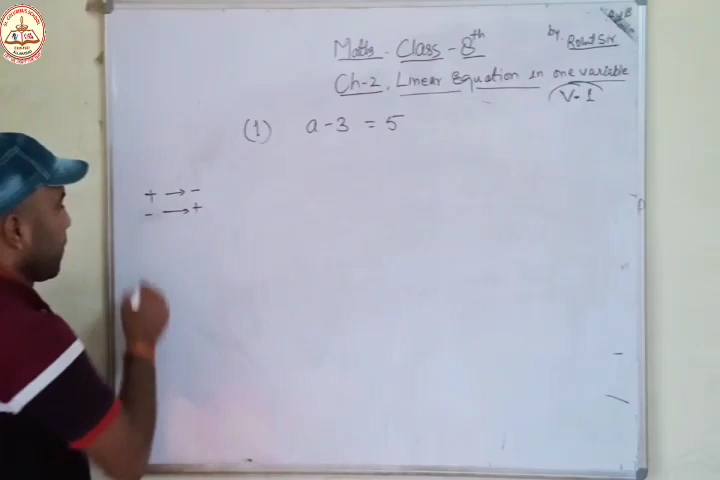 Maths. Class - 8th
by. Rohit Sir
Ch-2. Linear Equation in one variable
V-1
(1) a - 3 = 5
+ → -
- → +